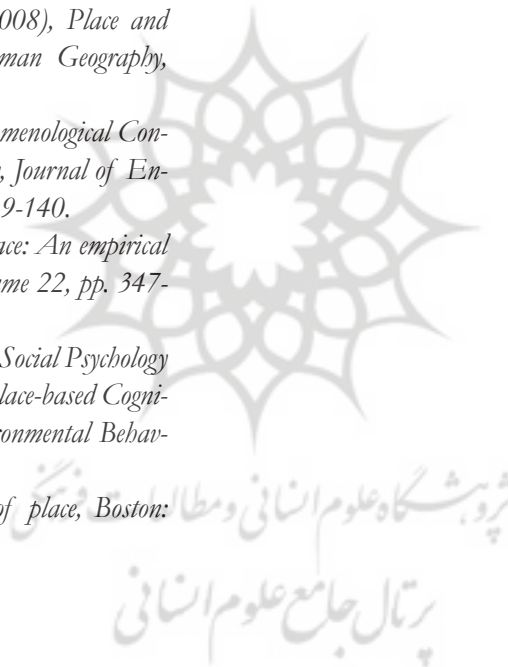 008), Place and
man Geography,
menological Con-
, Journal of En-
9-140.
ace: An empirical
me 22, pp. 347-
Social Psychology
lace-based Cogni-
ronmental Behav-
of place, Boston:
پژوهشگاه علوم انسانی و مطالعات فرهنگی
پرتال جامع علوم انسانی